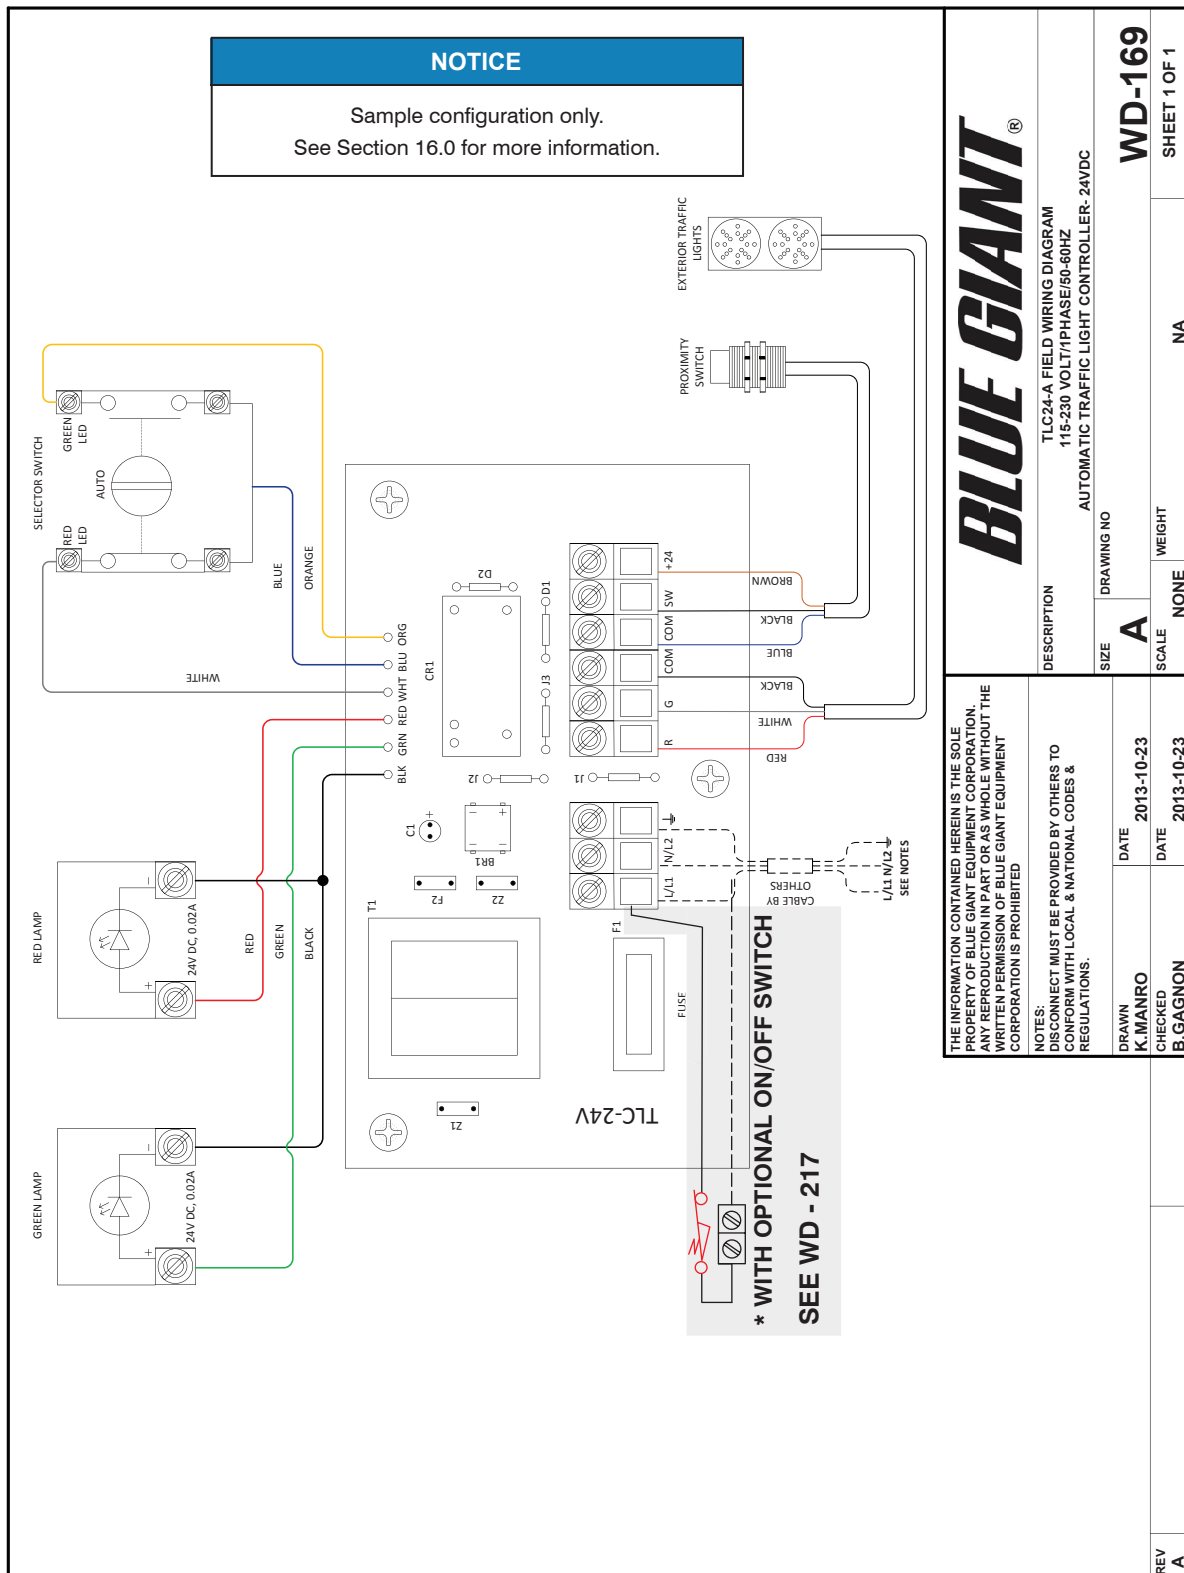 NOTICE
Sample configuration only.
See Section 16.0 for more information.
GREEN LAMP
+
−
24V DC, 0.02A
RED LAMP
+
−
24V DC, 0.02A
SELECTOR SWITCH
RED
LED
AUTO
GREEN
LED
RED
GREEN
BLACK
WHITE
BLUE
ORANGE
BLK
GRN
RED
WHT
BLU
ORG
T1
Z1
F2
Z2
C1
+
BR1
J2
CR1
D2
J3
D1
J1
TLC-24V
FUSE
F1
L/L1
N/L2
R
G
COM
COM
SW
+24
RED
WHITE
BLACK
BLUE
BLACK
BROWN
CABLE BY
OTHERS
L/L1 N/L2
SEE NOTES
PROXIMITY
SWITCH
EXTERIOR TRAFFIC
LIGHTS
* WITH OPTIONAL ON/OFF SWITCH
SEE WD - 217
THE INFORMATION CONTAINED HEREIN IS THE SOLE
PROPERTY OF BLUE GIANT EQUIPMENT CORPORATION.
ANY REPRODUCTION IN PART OR AS WHOLE WITHOUT THE
WRITTEN PERMISSION OF BLUE GIANT EQUIPMENT
CORPORATION IS PROHIBITED
NOTES:
DISCONNECT MUST BE PROVIDED BY OTHERS TO
CONFORM WITH LOCAL & NATIONAL CODES &
REGULATIONS.
DRAWN
K.MANRO
DATE
2013-10-23
CHECKED
B.GAGNON
DATE
2013-10-23
BLUE GIANT®
DESCRIPTION
TLC24-A FIELD WIRING DIAGRAM
115-230 VOLT/1PHASE/50-60HZ
AUTOMATIC TRAFFIC LIGHT CONTROLLER- 24VDC
SIZE
A
DRAWING NO
WD-169
SCALE
NONE
WEIGHT
NA
SHEET 1 OF 1
REV
A